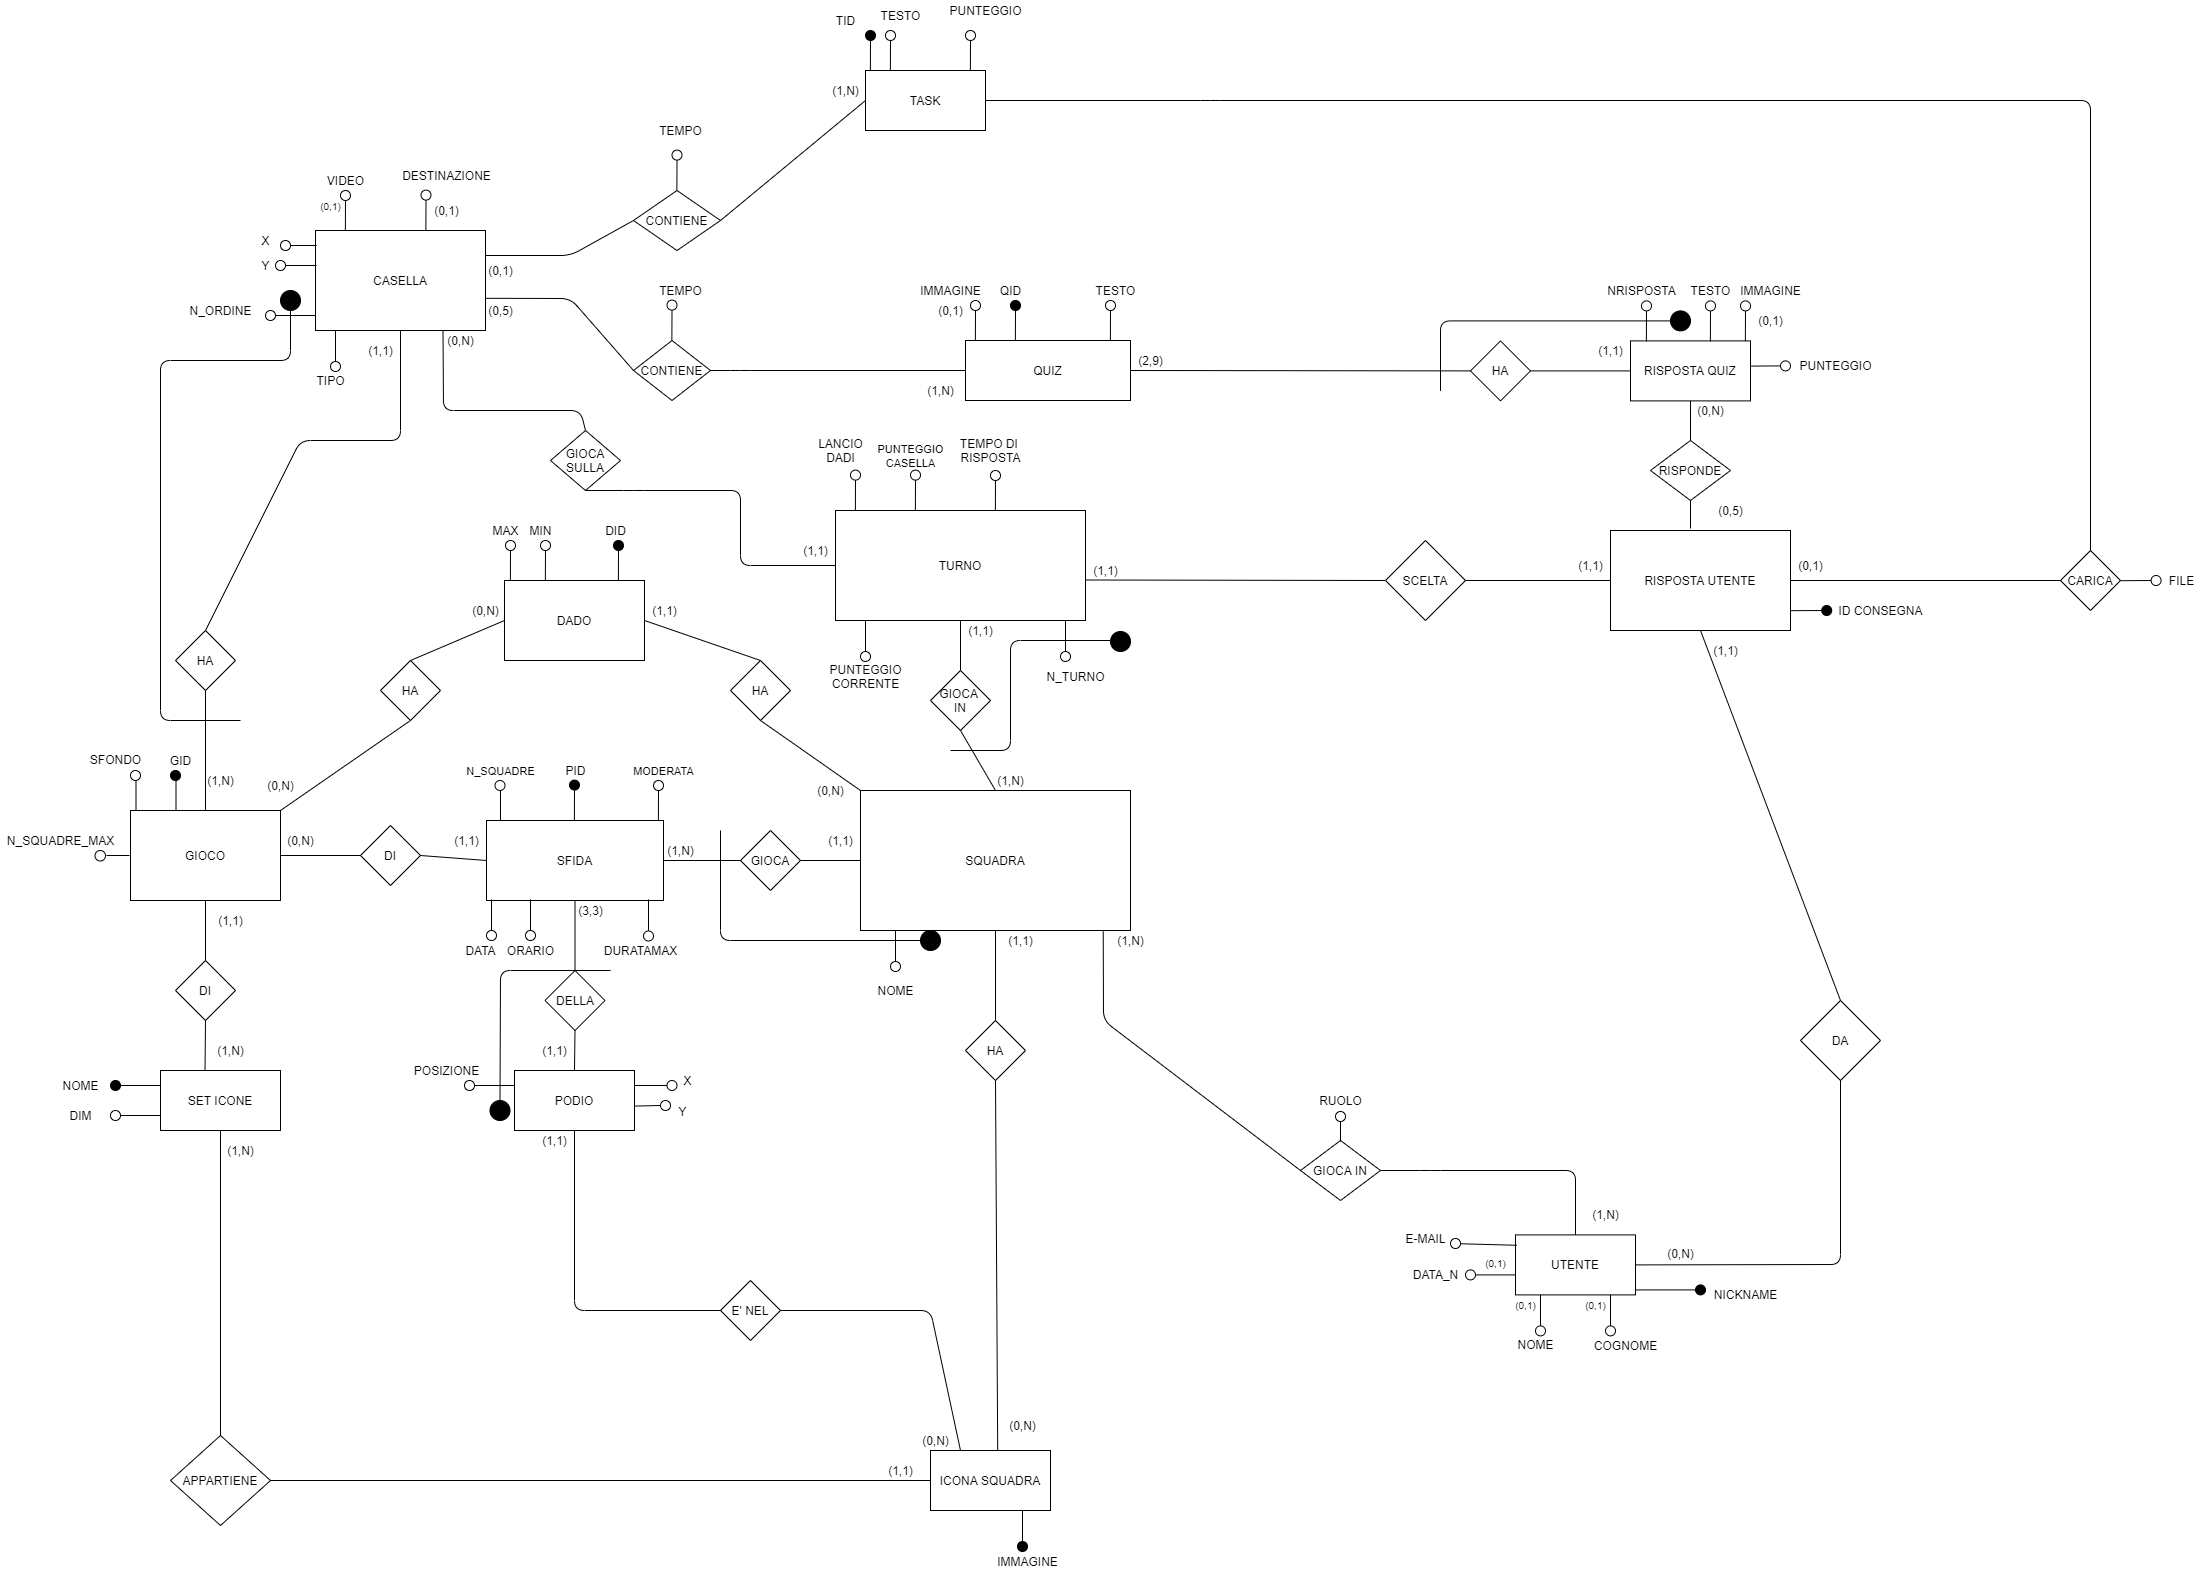 TID
TESTO
PUNTEGGIO
(1,N)
TASK
TEMPO
CONTIENE
VIDEO
(0,1)
DESTINAZIONE
(0,1)
X
Y
N_ORDINE
CASELLA
(0,1)
(0,5)
(0,N)
(1,1)
TIPO
TEMPO
CONTIENE
IMMAGINE
(0,1)
QID
TESTO
QUIZ
(1,N)
(2,9)
HA
NRISPOSTA
TESTO
IMMAGINE
(0,1)
(1,1)
RISPOSTA QUIZ
PUNTEGGIO
(0,N)
RISPONDE
(0,5)
GIOCA
SULLA
LANCIO
DADI
PUNTEGGIO
CASELLA
TEMPO DI
RISPOSTA
(1,1)
TURNO
(1,1)
SCELTA
(1,1)
RISPOSTA UTENTE
(0,1)
CARICA
FILE
ID CONSEGNA
(1,1)
MAX
MIN
DID
(0,N)
DADO
(1,1)
HA
HA
HA
PUNTEGGIO
CORRENTE
(1,1)
GIOCA
IN
N_TURNO
SFONDO
GID
(1,N)
(0,N)
N_SQUADRE_MAX
GIOCO
(0,N)
DI
(1,1)
N_SQUADRE
PID
MODERATA
SFIDA
(1,N)
GIOCA
(0,N)
(1,1)
(1,N)
SQUADRA
(1,1)
(3,3)
DATA
ORARIO
DURATAMAX
NOME
(1,1)
(1,N)
DI
DELLA
HA
DA
(1,N)
(1,1)
NOME
DIM
SET ICONE
(1,N)
POSIZIONE
PODIO
X
Y
(1,1)
RUOLO
GIOCA IN
(1,N)
E-MAIL
(0,1)
DATA_N
UTENTE
(0,N)
NICKNAME
(0,1)
(0,1)
NOME
COGNOME
E' NEL
(0,N)
(0,N)
APPARTIENE
(1,1)
ICONA SQUADRA
IMMAGINE